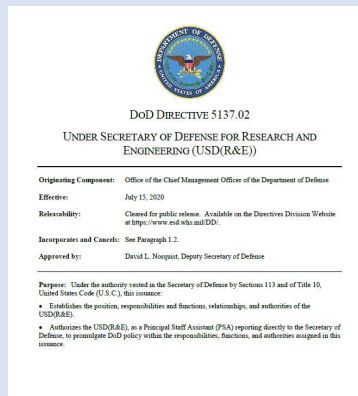 DEPARTMENT OF DEFENSE
UNITED STATES OF AMERICA
DOD DIRECTIVE 5137.02
UNDER SECRETARY OF DEFENSE FOR RESEARCH AND
ENGINEERING (USD(R&E))
Originating Component: Office of the Chief Management Officer of the Department of Defense
Effective: July 15, 2020
Releasability: Cleared for public release. Available on the Directives Division Website
at https://www.esd.whs.mil/DD/.
Incorporates and Cancels: See Paragraph 1.2.
Approved by: David L. Norquist, Deputy Secretary of Defense
Purpose: Under the authority vested in the Secretary of Defense by Sections 113 and of Title 10,
United States Code (U.S.C.), this issuance:
• Establishes the position, responsibilities and functions, relationships, and authorities of the
USD(R&E).
• Authorizes the USD(R&E), as a Principal Staff Assistant (PSA) reporting directly to the Secretary of
Defense, to promulgate DoD policy within the responsibilities, functions, and authorities assigned in this
issuance.